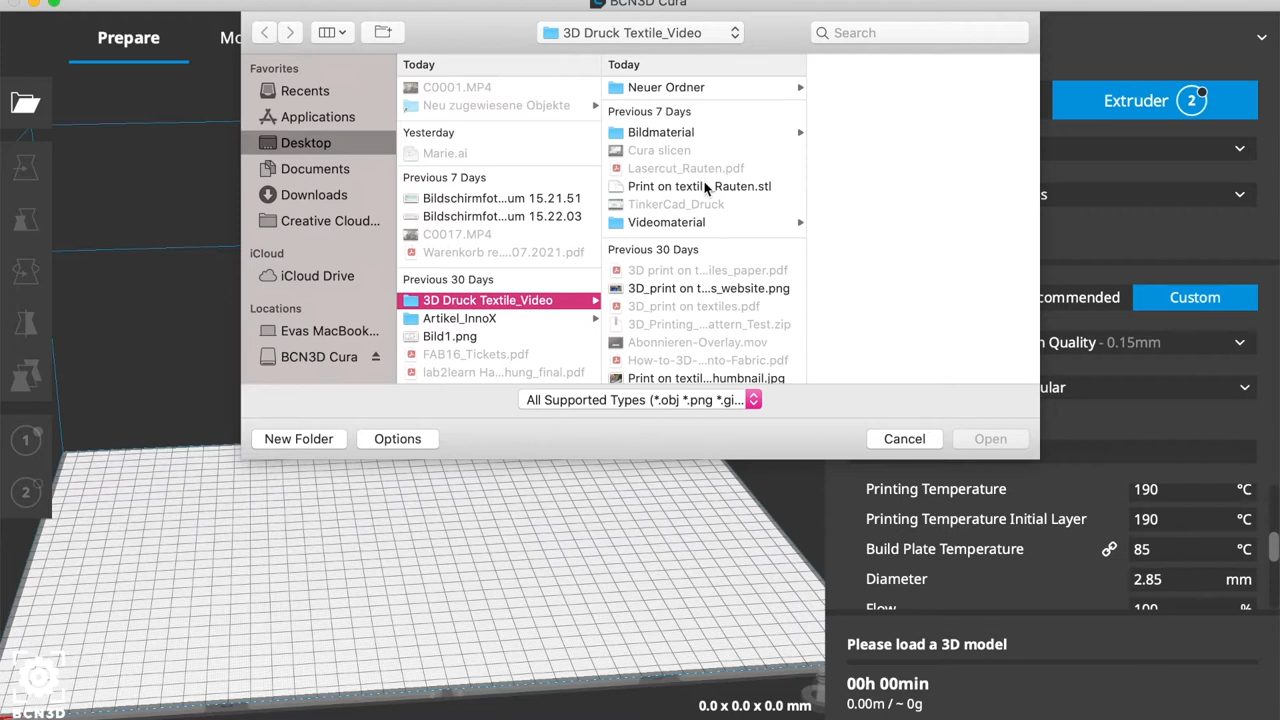 BCN3D Cura
Prepare
Mo
3D Druck Textile_Video
Search
Favorites
Recents
Applications
Desktop
Documents
Downloads
Creative Cloud...
iCloud
iCloud Drive
Locations
Evas MacBook...
BCN3D Cura
Today
C0001.MP4
Neu zugewiesene Objekte
Yesterday
Marie.ai
Previous 7 Days
Bildschirmfot...um 15.21.51
Bildschirmfot...um 15.22.03
C0017.MP4
Warenkorb re....07.2021.pdf
Previous 30 Days
3D Druck Textile_Video
Artikel_InnoX
Bild1.png
FAB16_Tickets.pdf
lab2learn Ha...hung_final.pdf
Today
Neuer Ordner
Previous 7 Days
Bildmaterial
Cura slicen
Lasercut_Rauten.pdf
Print on textil_Rauten.stl
TinkerCad_Druck
Videomaterial
Previous 30 Days
3D print on t...iles_paper.pdf
3D_print on t...s_website.png
3D_print on textiles.pdf
3D_Printing_...attern_Test.zip
Abonnieren-Overlay.mov
How-to-3D-...nto-Fabric.pdf
Print on textil...humbnail.jpg
All Supported Types (*.obj *.png *.gi...
New Folder
Options
Cancel
Open
Extruder 2
s
commended
Custom
n Quality - 0.15mm
ular
Printing Temperature 190 °C
Printing Temperature Initial Layer 190 °C
Build Plate Temperature 85 °C
Diameter 2.85 mm
Flow 100 %
Please load a 3D model
00h 00min
0.00m / ~ 0g
0.0 x 0.0 x 0.0 mm
1
2
BCN3D